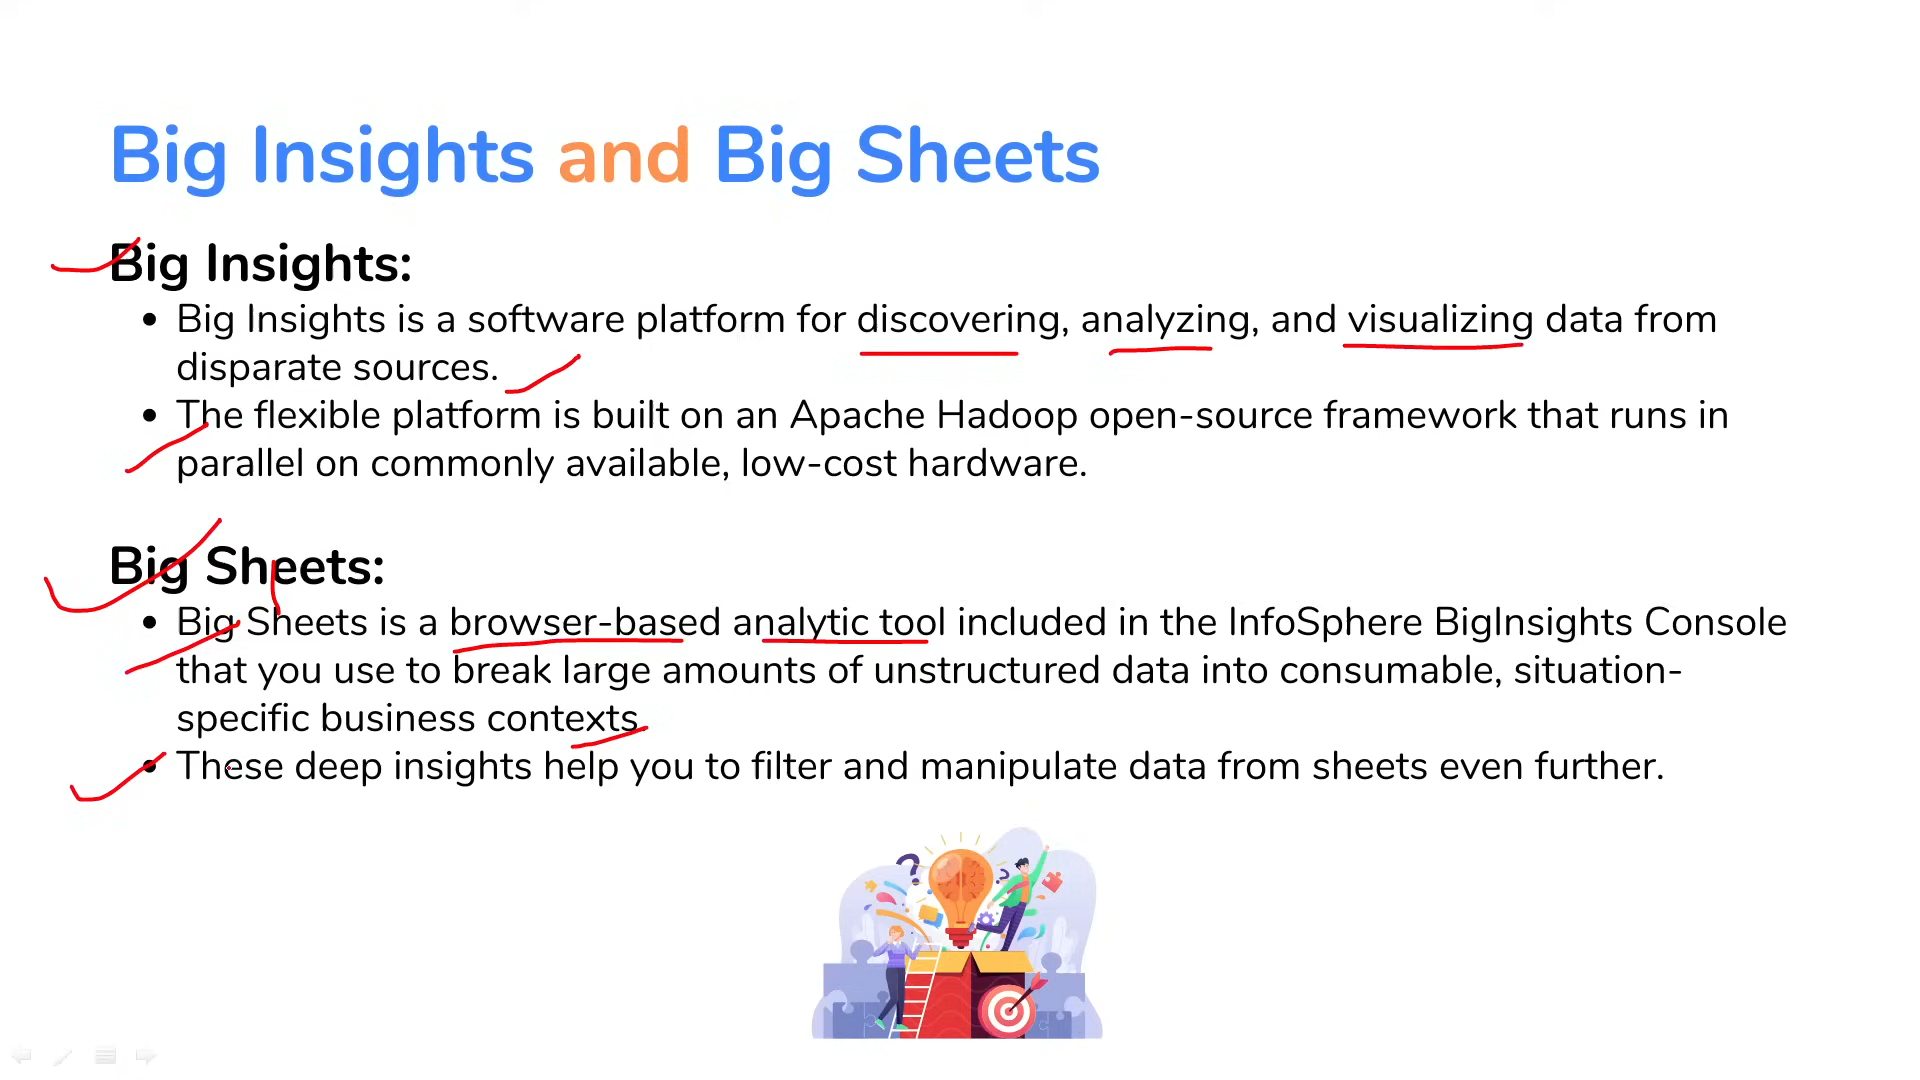 Big Insights and Big Sheets
Big Insights:
• Big Insights is a software platform for discovering, analyzing, and visualizing data from
disparate sources.
• The flexible platform is built on an Apache Hadoop open-source framework that runs in
parallel on commonly available, low-cost hardware.
Big Sheets:
• Big Sheets is a browser-based analytic tool included in the InfoSphere BigInsights Console
that you use to break large amounts of unstructured data into consumable, situation-
specific business contexts.
• These deep insights help you to filter and manipulate data from sheets even further.